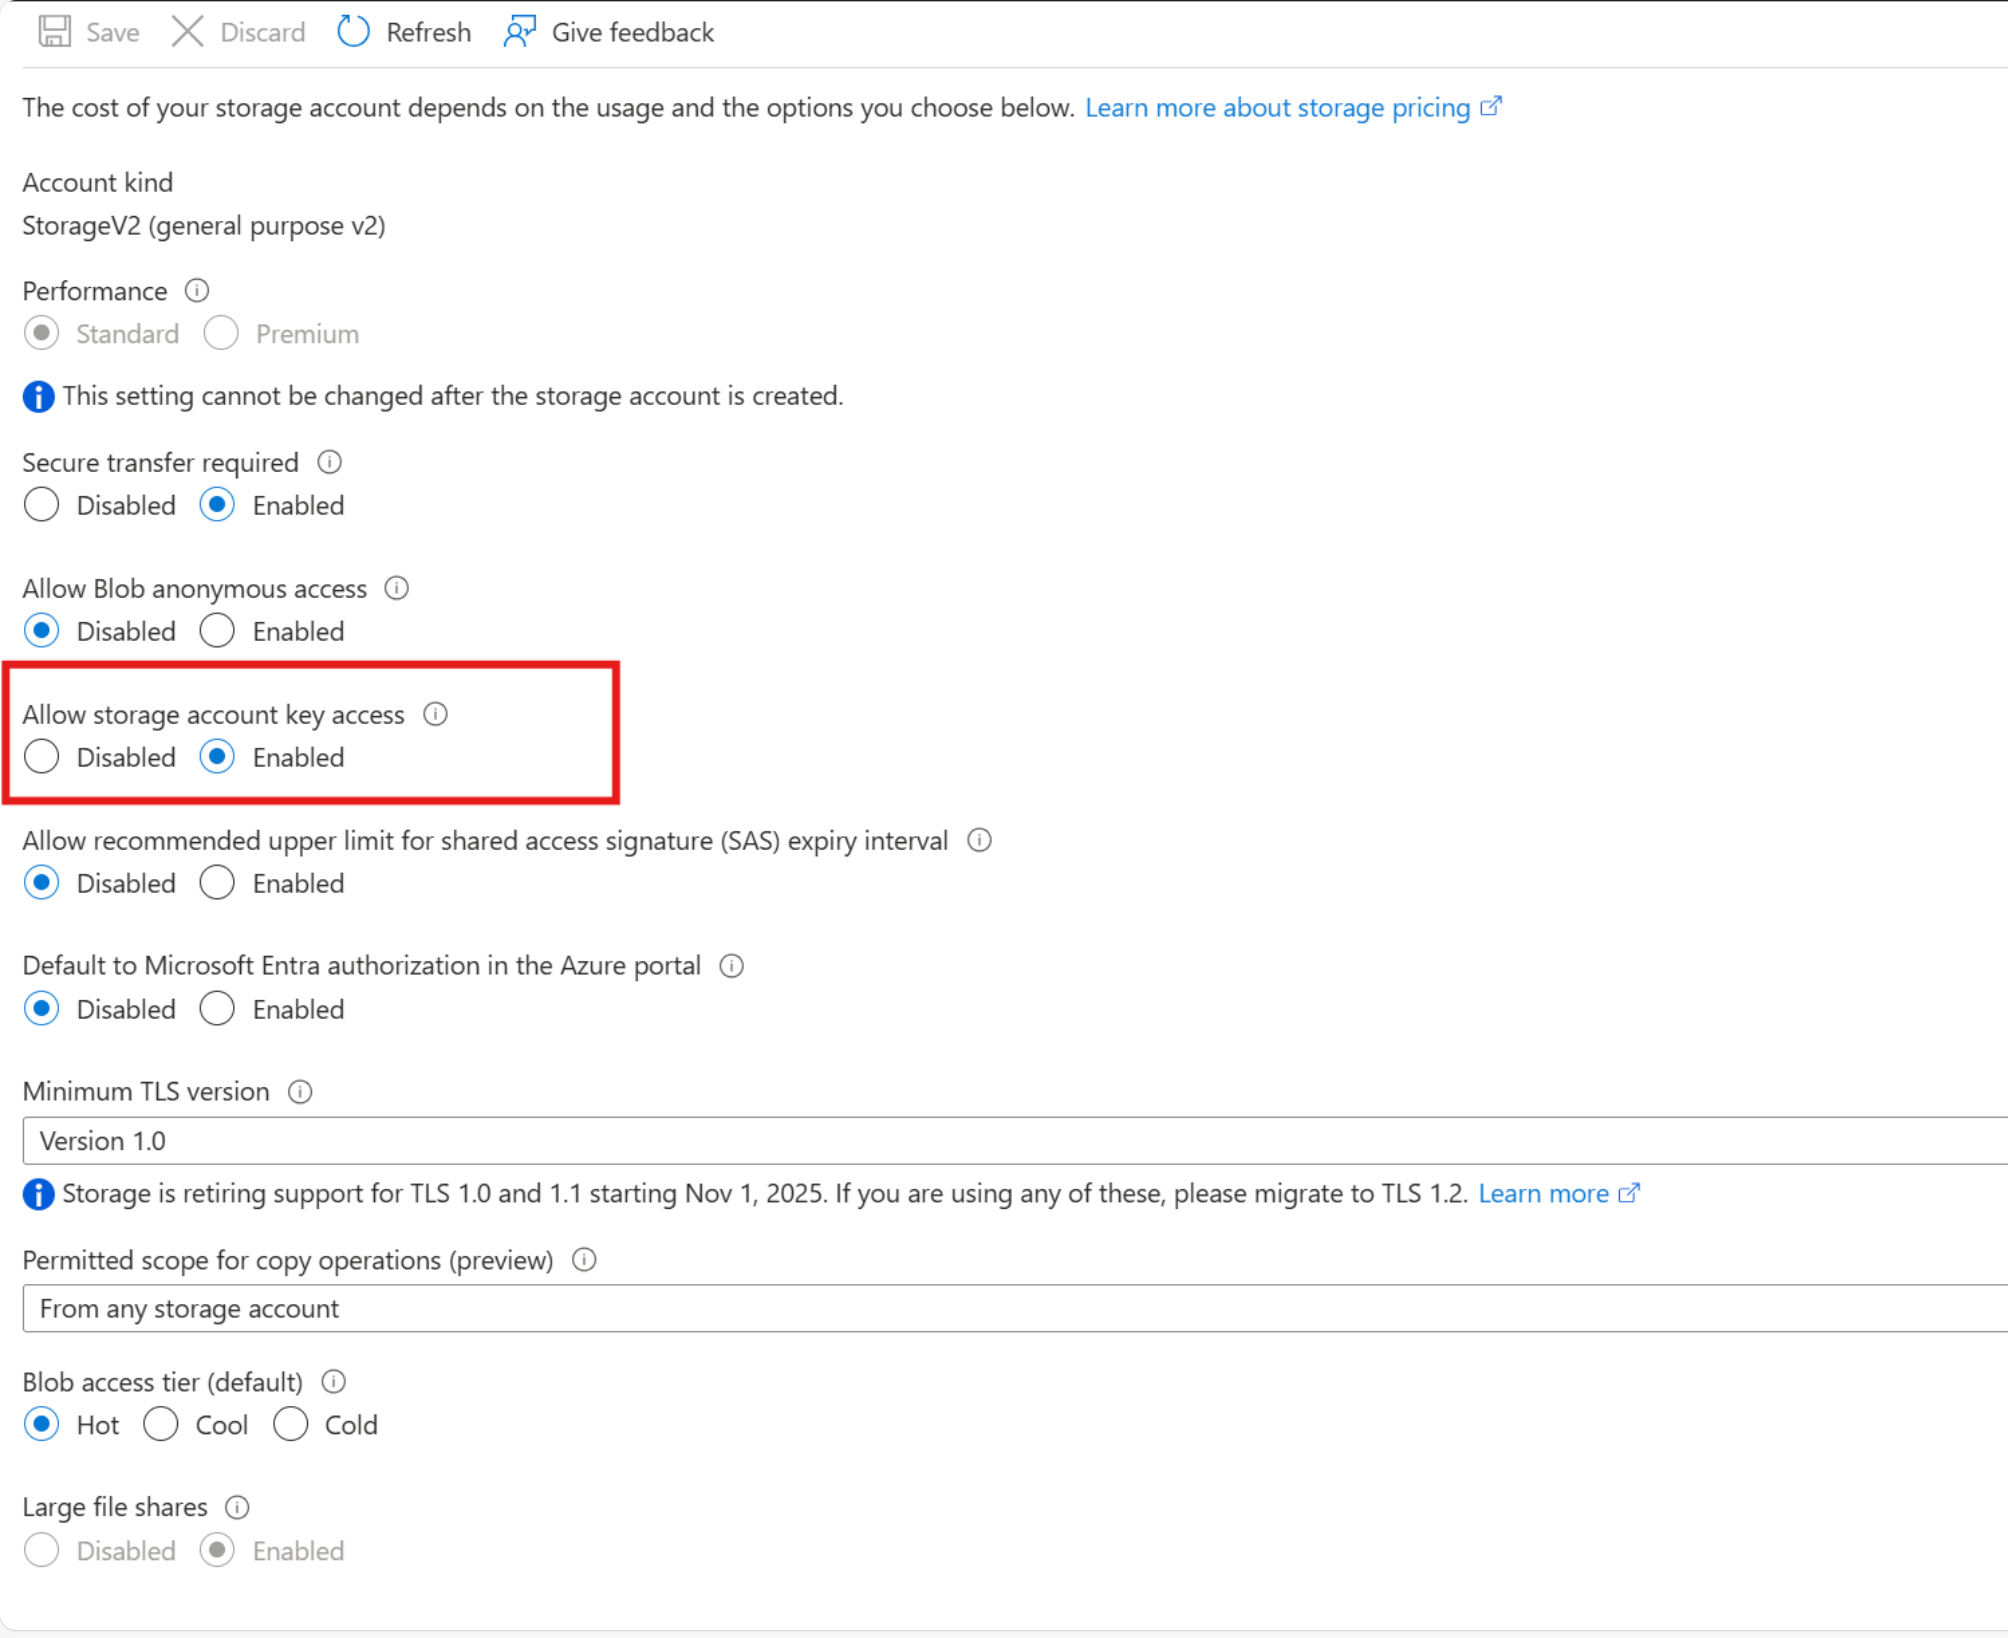 Save Discard Refresh Give feedback
The cost of your storage account depends on the usage and the options you choose below. Learn more about storage pricing
Account kind
StorageV2 (general purpose v2)
Performance
Standard Premium
This setting cannot be changed after the storage account is created.
Secure transfer required
Disabled Enabled
Allow Blob anonymous access
Disabled Enabled
Allow storage account key access
Disabled Enabled
Allow recommended upper limit for shared access signature (SAS) expiry interval
Disabled Enabled
Default to Microsoft Entra authorization in the Azure portal
Disabled Enabled
Minimum TLS version
Version 1.0
Storage is retiring support for TLS 1.0 and 1.1 starting Nov 1, 2025. If you are using any of these, please migrate to TLS 1.2. Learn more
Permitted scope for copy operations (preview)
From any storage account
Blob access tier (default)
Hot Cool Cold
Large file shares
Disabled Enabled